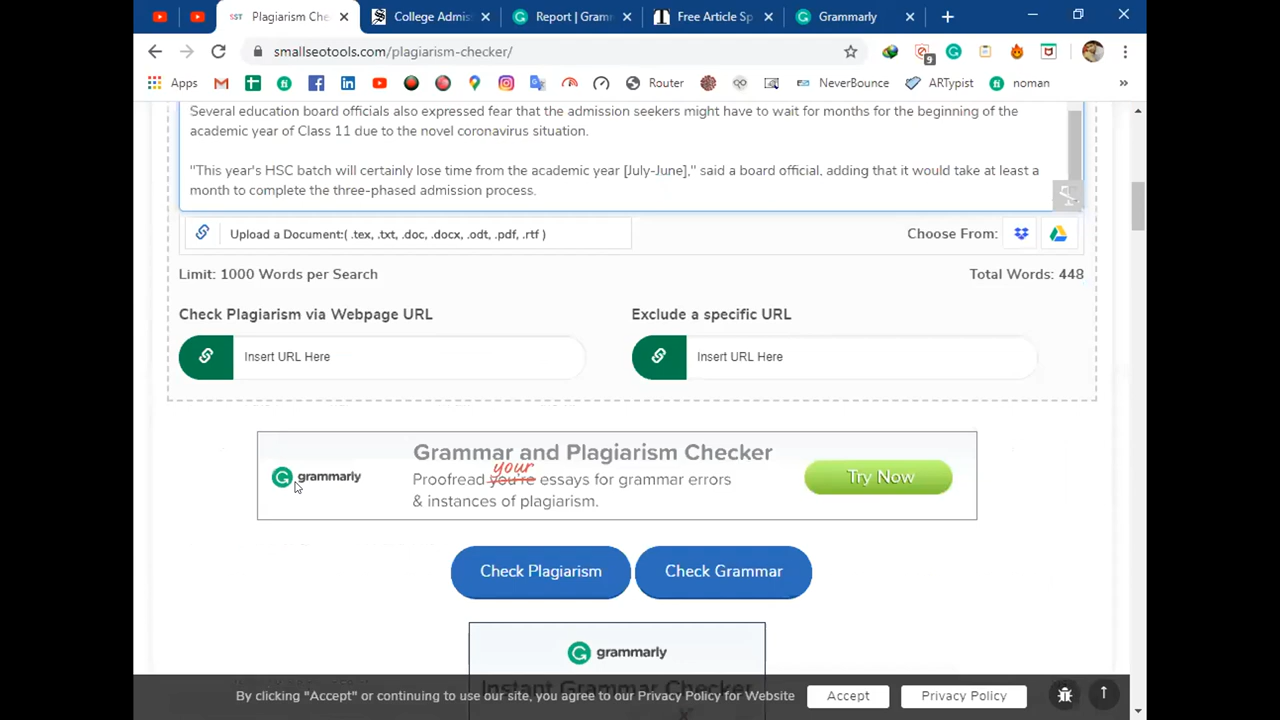 SST Plagiarism Che
College Admis
Report | Gramm
Free Article Sp
Grammarly
smallseotools.com/plagiarism-checker/
9
Apps
Router
NeverBounce
ARTypist
noman
»
Several education board officials also expressed fear that the admission seekers might have to wait for months for the beginning of the
academic year of Class 11 due to the novel coronavirus situation.
"This year's HSC batch will certainly lose time from the academic year [July-June]," said a board official, adding that it would take at least a
month to complete the three-phased admission process.
Upload a Document:( .tex, .txt, .doc, .docx, .odt, .pdf, .rtf )
Choose From:
Limit: 1000 Words per Search
Total Words: 448
Check Plagiarism via Webpage URL
Exclude a specific URL
Insert URL Here
Insert URL Here
grammarly
Grammar and Plagiarism Checker
your
Proofread you're essays for grammar errors
& instances of plagiarism.
Try Now
Check Plagiarism
Check Grammar
grammarly
Instant Grammar Checker
By clicking "Accept" or continuing to use our site, you agree to our Privacy Policy for Website
Accept
Privacy Policy